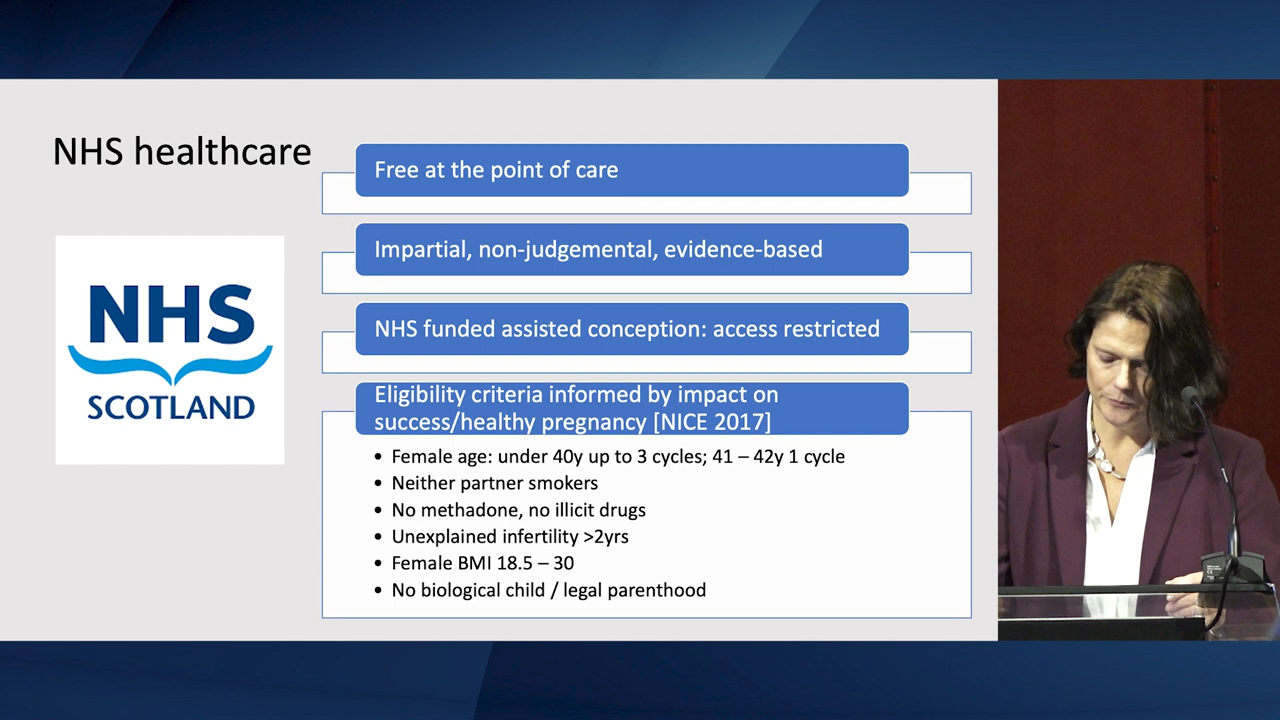 NHS healthcare
Free at the point of care
Impartial, non-judgemental, evidence-based
NHS funded assisted conception: access restricted
Eligibility criteria informed by impact on
success/healthy pregnancy [NICE 2017]
• Female age: under 40y up to 3 cycles; 41 – 42y 1 cycle
• Neither partner smokers
• No methadone, no illicit drugs
• Unexplained infertility >2yrs
• Female BMI 18.5 – 30
• No biological child / legal parenthood
NHS
SCOTLAND